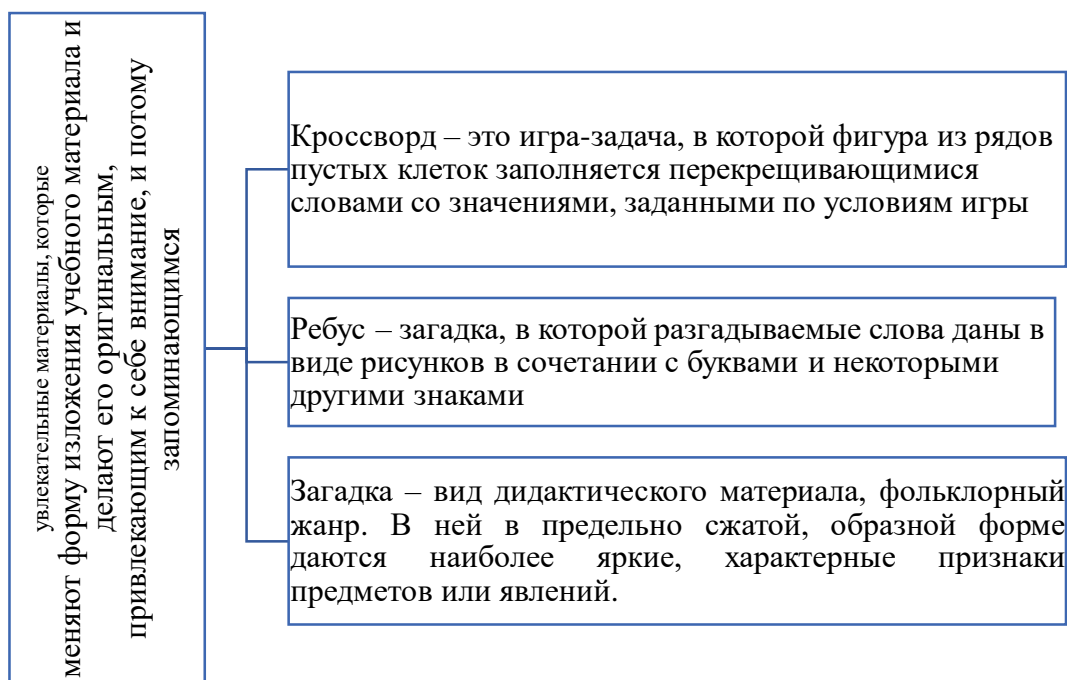 увлекательные материалы, которые
меняют форму изложения учебного материала и
делают его оригинальным,
привлекающим к себе внимание, и потому
запоминающимся
Кроссворд – это игра-задача, в которой фигура из рядов
пустых клеток заполняется перекрещивающимися
словами со значениями, заданными по условиям игры
Ребус – загадка, в которой разгадываемые слова даны в
виде рисунков в сочетании с буквами и некоторыми
другими знаками
Загадка – вид дидактического материала, фольклорный
жанр. В ней в предельно сжатой, образной форме
даются наиболее яркие, характерные признаки
предметов или явлений.